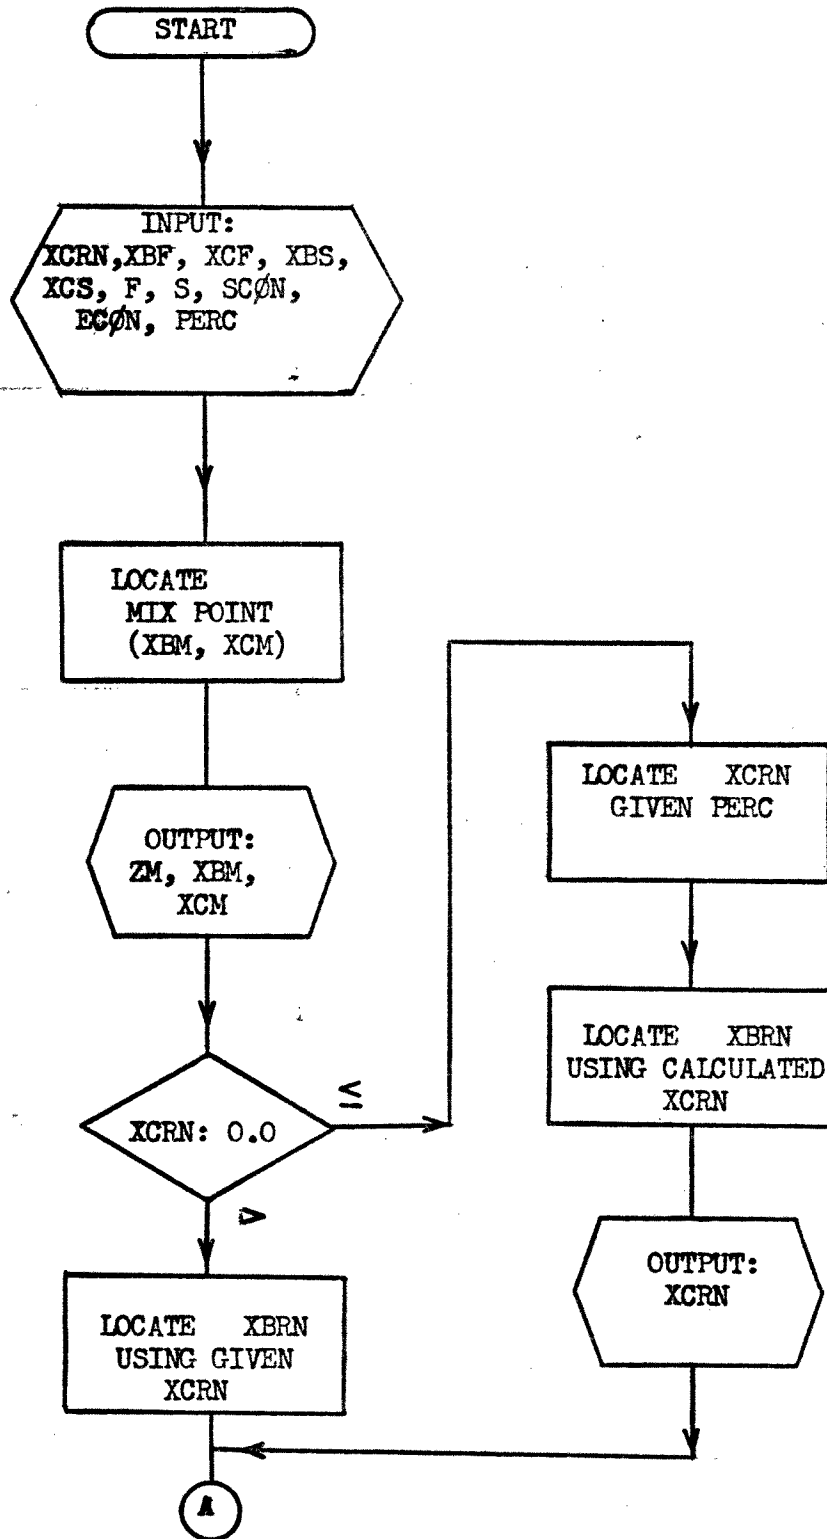 START
INPUT:
XCRN, XBF, XCF, XBS,
XCS, F, S, SCØN,
ECØN, PERC
LOCATE
MIX POINT
(XBM, XCM)
OUTPUT:
ZM, XBM,
XCM
XCRN: 0.0
≤
>
LOCATE XBRN
USING GIVEN
XCRN
LOCATE XCRN
GIVEN PERC
LOCATE XBRN
USING CALCULATED
XCRN
OUTPUT:
XCRN
A